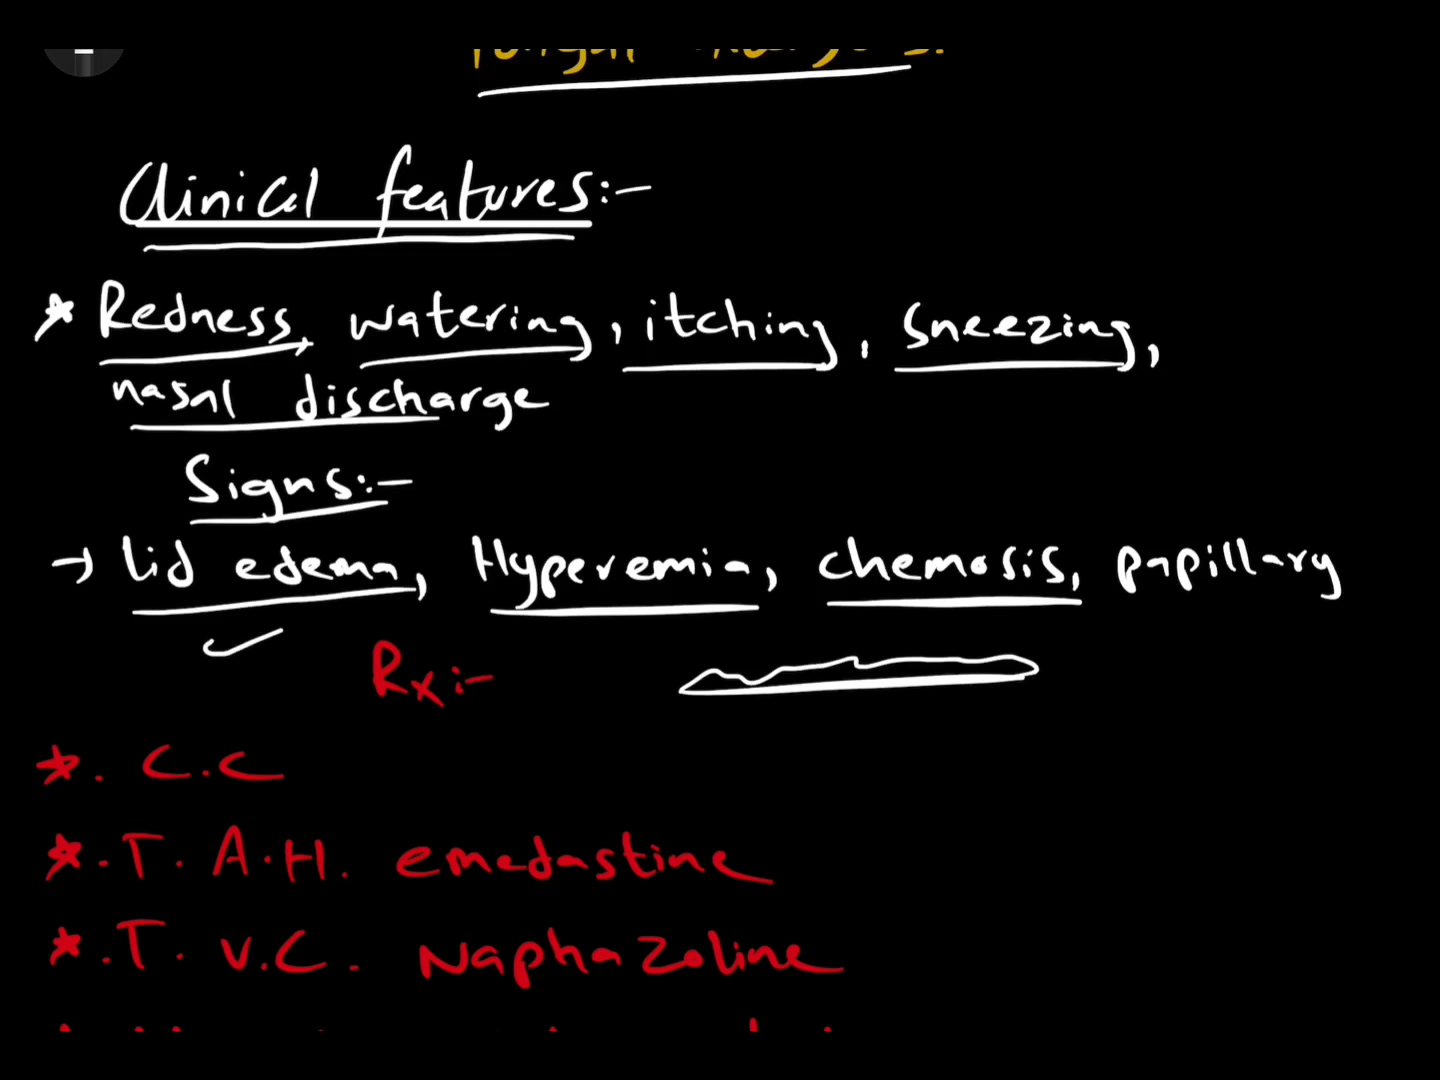 Clinical features:-
* Redness, watering, itching, sneezing,
nasal discharge
Signs:-
→ lid edema, Hyperemia, chemosis, papillary
Rx:-
*. C.C
*. T. A.H. emedastine
*. T. V.C. Naphazoline